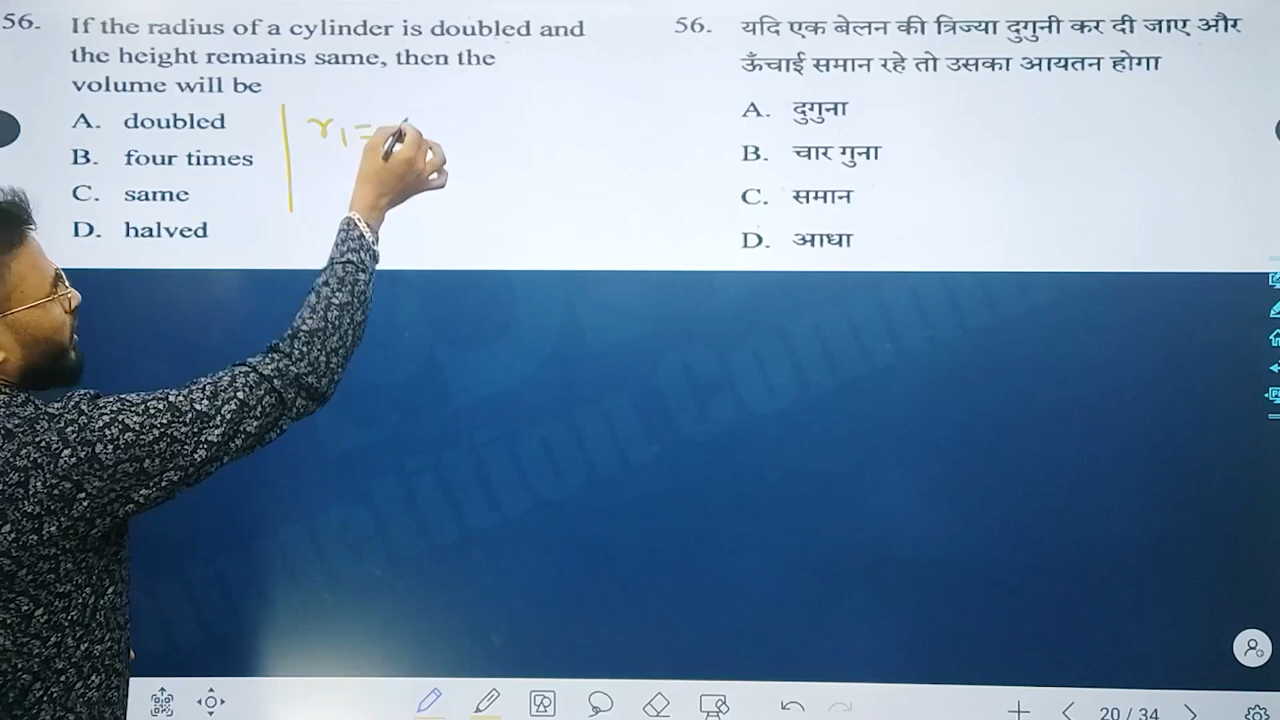 56. If the radius of a cylinder is doubled and
the height remains same, then the
volume will be
A. doubled
B. four times
C. same
D. halved
r1 =
56. यदि एक बेलन की त्रिज्या दुगुनी कर दी जाए और
ऊँचाई समान रहे तो उसका आयतन होगा
A. दुगुना
B. चार गुना
C. समान
D. आधा
20 / 34